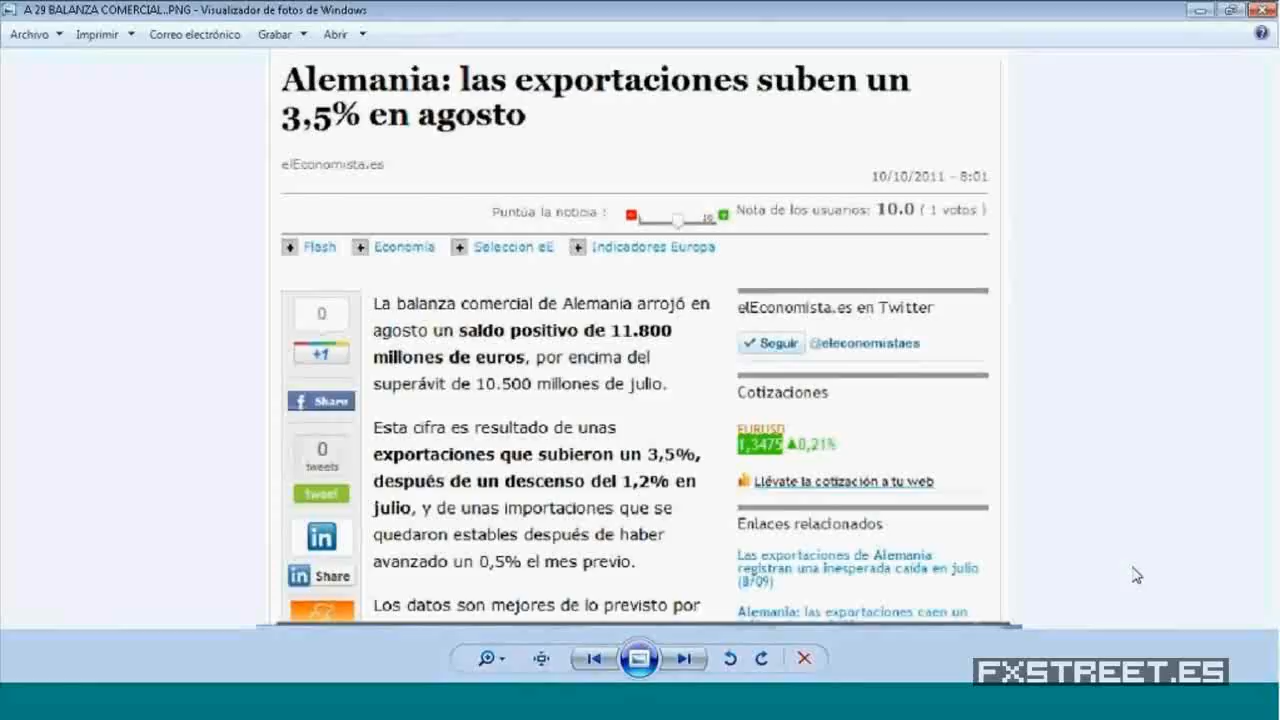 A 29 BALANZA COMERCIAL..PNG - Visualizador de fotos de Windows
Archivo Imprimir Correo electrónico Grabar Abrir
Alemania: las exportaciones suben un
3,5% en agosto
elEconomista.es
10/10/2011 - 8:01
Puntúa la noticia :
10
Nota de los usuarios: 10.0 ( 1 votos )
Flash Economía Seleccion eE Indicadores Europa
0
+1
Share
0
tweets
tweet
in
in Share
La balanza comercial de Alemania arrojó en
agosto un saldo positivo de 11.800
millones de euros, por encima del
superávit de 10.500 millones de julio.
Esta cifra es resultado de unas
exportaciones que subieron un 3,5%,
después de un descenso del 1,2% en
julio, y de unas importaciones que se
quedaron estables después de haber
avanzado un 0,5% el mes previo.
Los datos son mejores de lo previsto por
elEconomista.es en Twitter
Seguir @eleconomistaes
Cotizaciones
EURUSD
1,3475 ▲0,21%
Llévate la cotización a tu web
Enlaces relacionados
Las exportaciones de Alemania
registran una inesperada caída en julio
(8/09)
Alemania: las exportaciones caen un
FXSTREET.ES